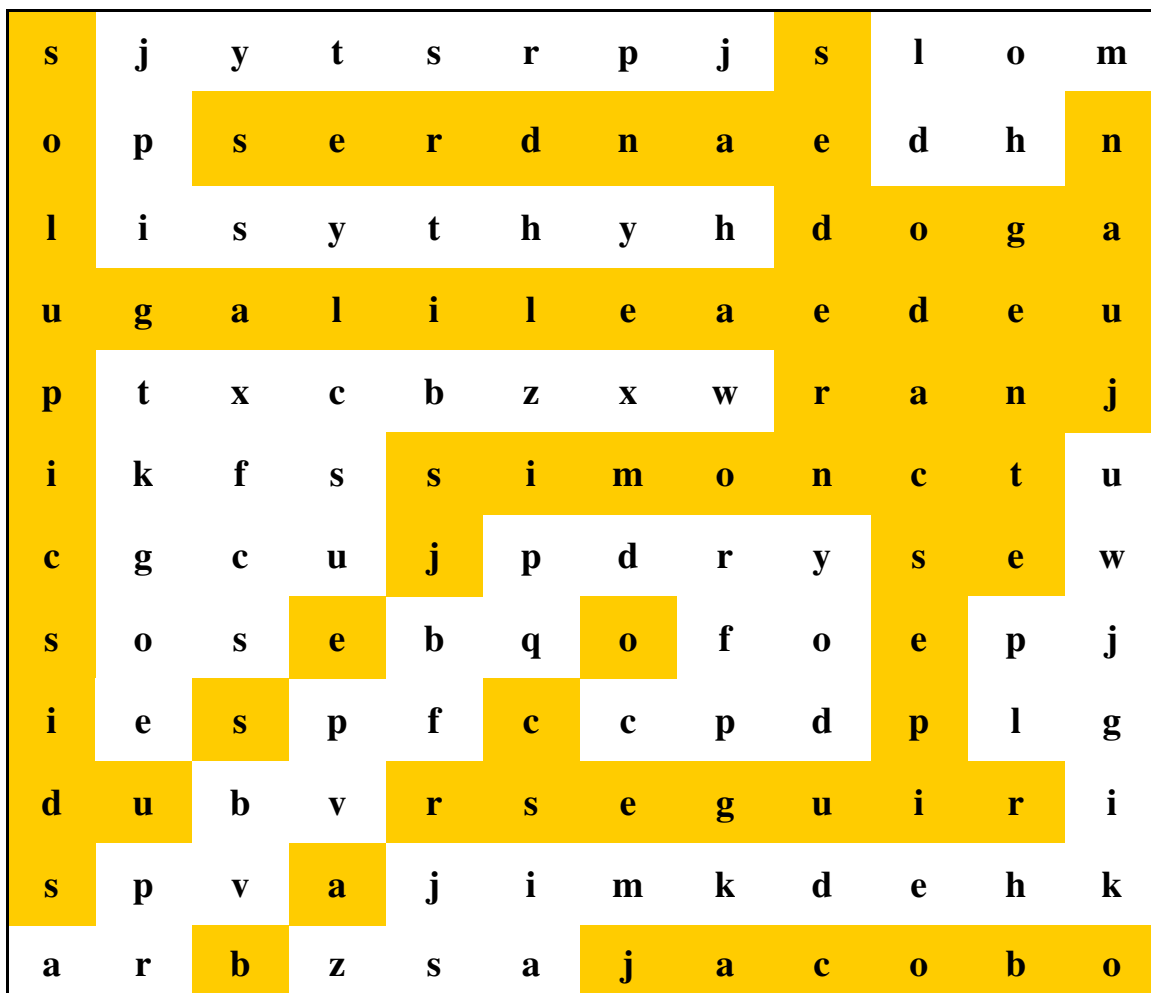 s j y t s r p j s l o m
o p s e r d n a e d h n
l i s y t h y h d o g a
u g a l i l e a e d e u
p t x c b z x w r a n j
i k f s s i m o n c t u
c g c u j p d r y s e w
s o s e b q o f o e p j
i e s p f c c p d p l g
d u b v r s e g u i r i
s p v a j i m k d e h k
a r b z s a j a c o b o